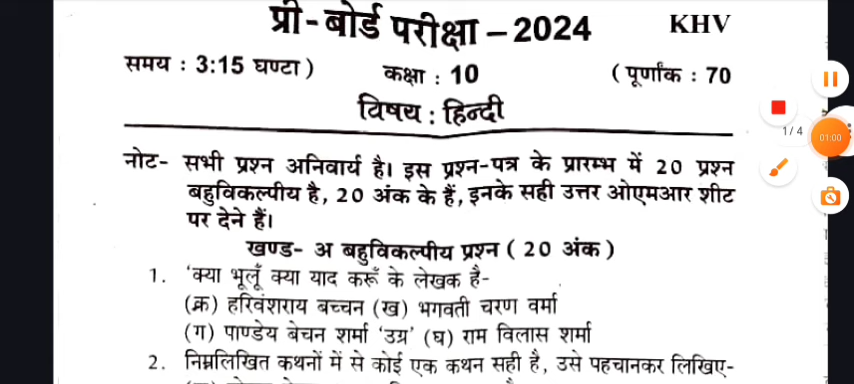 प्री-बोर्ड परीक्षा – 2024 KHV
समय : 3:15 घण्टा ) कक्षा : 10 ( पूर्णांक : 70
विषय : हिन्दी
1 / 4
01:00
नोट- सभी प्रश्न अनिवार्य है। इस प्रश्न-पत्र के प्रारम्भ में 20 प्रश्न
बहुविकल्पीय है, 20 अंक के हैं, इनके सही उत्तर ओएमआर शीट
पर देने हैं।
खण्ड- अ बहुविकल्पीय प्रश्न ( 20 अंक )
1. 'क्या भूलूँ क्या याद करूँ के लेखक है-
(क्र) हरिवंशराय बच्चन (ख) भगवती चरण वर्मा
(ग) पाण्डेय बेचन शर्मा 'उग्र' (घ) राम विलास शर्मा
2. निम्नलिखित कथनों में से कोई एक कथन सही है, उसे पहचानकर लिखिए-